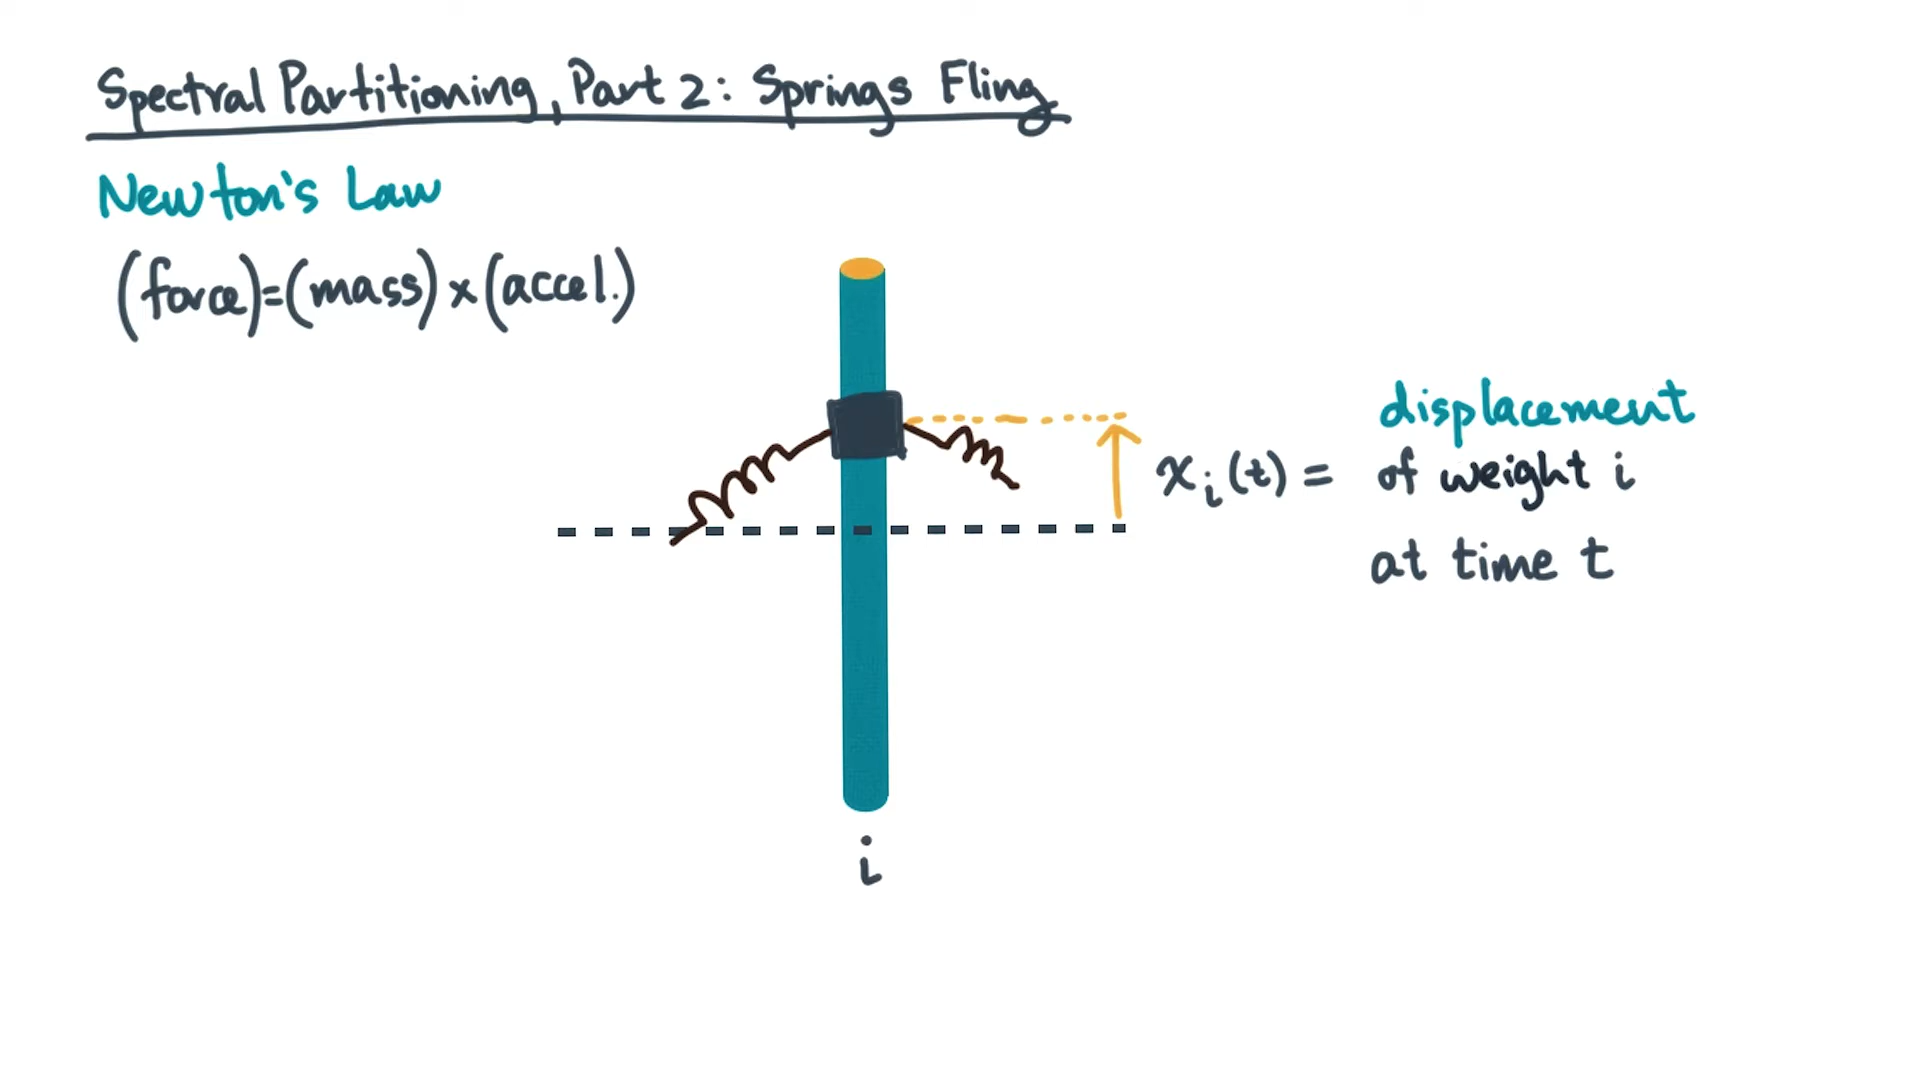 Spectral Partitioning, Part 2: Springs Fling
Newton's Law
(force)=(mass)x(accel.)
displacement
xᵢ(t) = of weight i
at time t
i